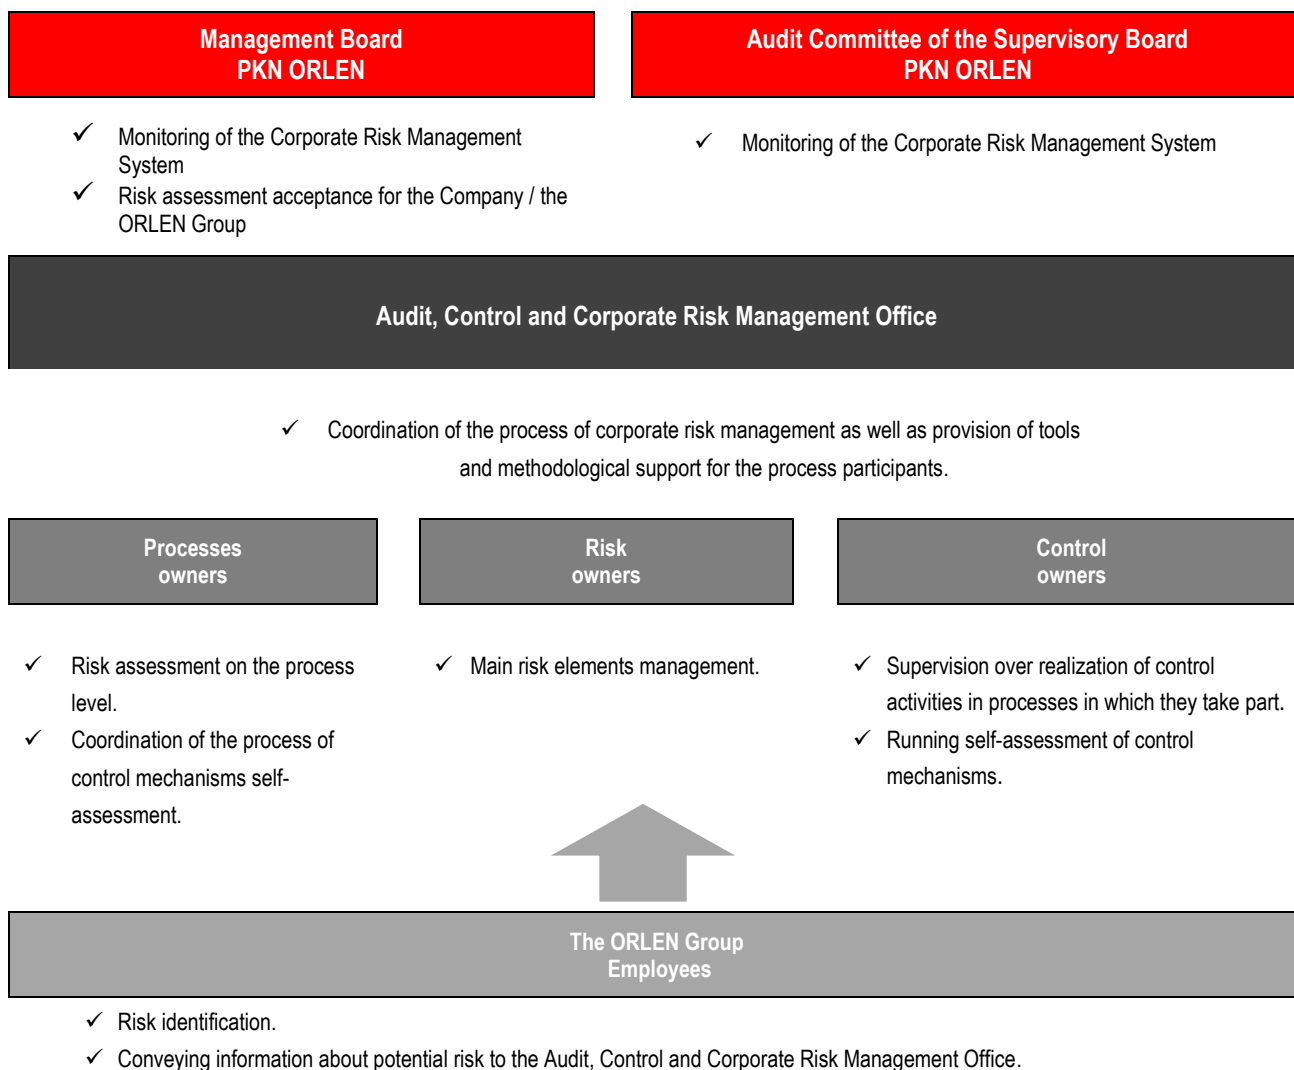 Management Board
PKN ORLEN
Audit Committee of the Supervisory Board
PKN ORLEN
✓ Monitoring of the Corporate Risk Management
System
✓ Risk assessment acceptance for the Company / the
ORLEN Group
✓ Monitoring of the Corporate Risk Management System
Audit, Control and Corporate Risk Management Office
✓ Coordination of the process of corporate risk management as well as provision of tools
and methodological support for the process participants.
Processes
owners
Risk
owners
Control
owners
✓ Risk assessment on the process
level.
✓ Coordination of the process of
control mechanisms self-
assessment.
✓ Main risk elements management.
✓ Supervision over realization of control
activities in processes in which they take part.
✓ Running self-assessment of control
mechanisms.
The ORLEN Group
Employees
✓ Risk identification.
✓ Conveying information about potential risk to the Audit, Control and Corporate Risk Management Office.